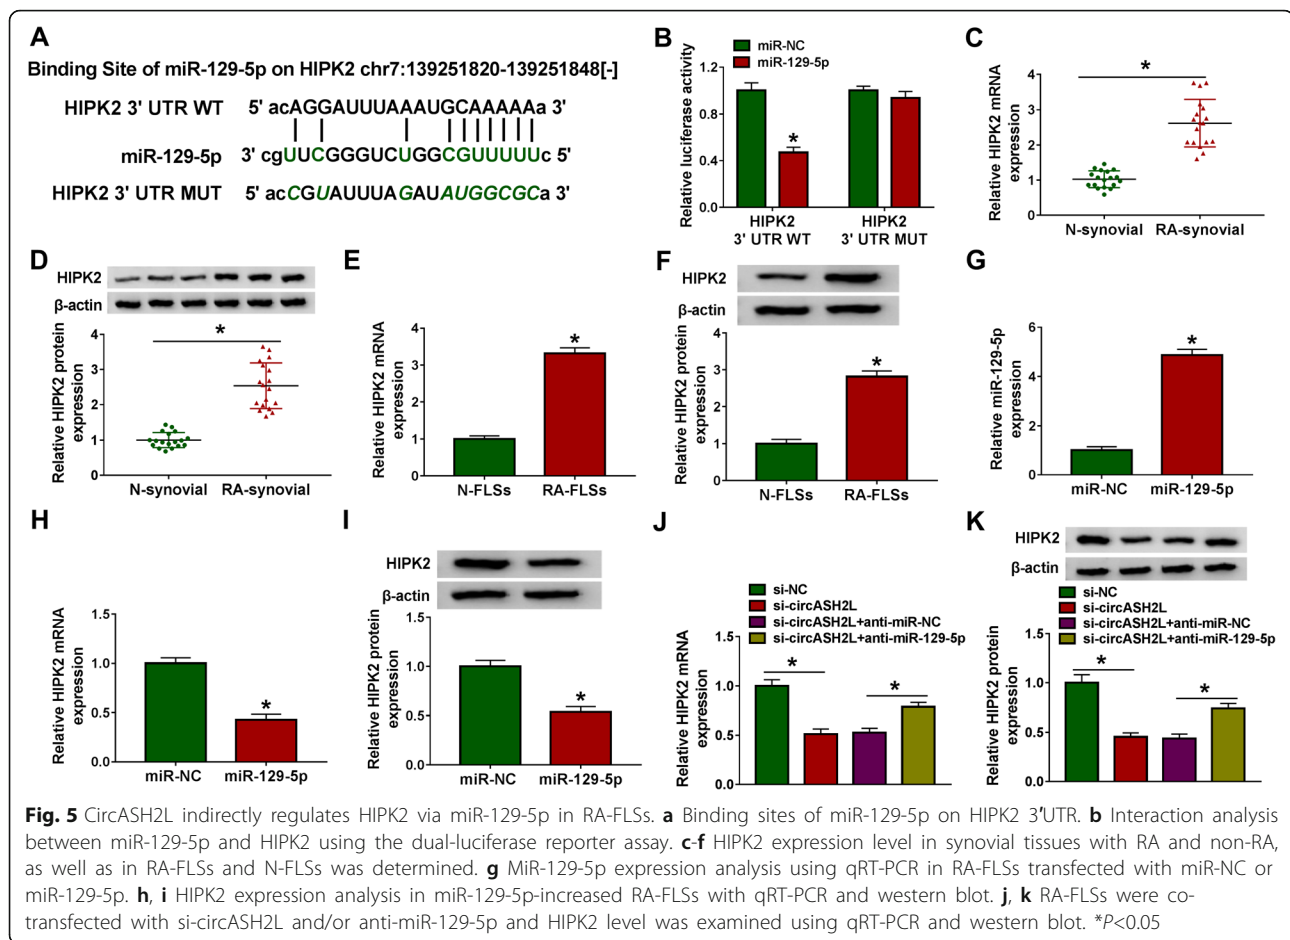 A
Binding Site of miR-129-5p on HIPK2 chr7:139251820-139251848[-]
HIPK2 3' UTR WT 5' acAGGAUUUAAAUGCAAAAAa 3'
miR-129-5p 3' cgUUCGGGUCUGGCGUUUUUc 5'
HIPK2 3' UTR MUT 5' acCGUAUUUAGAUAUGGCGCa 3'
B
miR-NC
miR-129-5p
Relative luciferase activity
1.2
0.8
0.4
0.0
*
HIPK2
3' UTR WT
HIPK2
3' UTR MUT
C
Relative HIPK2 mRNA
expression
4
3
2
1
0
*
N-synovial RA-synovial
D
HIPK2
β-actin
Relative HIPK2 protein
expression
4
3
2
1
0
*
N-synovial RA-synovial
E
Relative HIPK2 mRNA
expression
4
3
2
1
0
*
N-FLSs RA-FLSs
F
HIPK2
β-actin
Relative HIPK2 protein
expression
4
3
2
1
0
*
N-FLSs RA-FLSs
G
Relative miR-129-5p
expression
6
4
2
0
*
miR-NC miR-129-5p
H
Relative HIPK2 mRNA
expression
1.5
1.0
0.5
0.0
*
miR-NC miR-129-5p
I
HIPK2
β-actin
Relative HIPK2 protein
expression
1.5
1.0
0.5
0.0
*
miR-NC miR-129-5p
J
si-NC
si-circASH2L
si-circASH2L+anti-miR-NC
si-circASH2L+anti-miR-129-5p
Relative HIPK2 mRNA
expression
1.5
1.0
0.5
0.0
*
*
K
HIPK2
β-actin
si-NC
si-circASH2L
si-circASH2L+anti-miR-NC
si-circASH2L+anti-miR-129-5p
Relative HIPK2 protein
expression
1.5
1.0
0.5
0.0
*
*
Fig. 5 CircASH2L indirectly regulates HIPK2 via miR-129-5p in RA-FLSs. a Binding sites of miR-129-5p on HIPK2 3′UTR. b Interaction analysis
between miR-129-5p and HIPK2 using the dual-luciferase reporter assay. c-f HIPK2 expression level in synovial tissues with RA and non-RA,
as well as in RA-FLSs and N-FLSs was determined. g MiR-129-5p expression analysis using qRT-PCR in RA-FLSs transfected with miR-NC or
miR-129-5p. h, i HIPK2 expression analysis in miR-129-5p-increased RA-FLSs with qRT-PCR and western blot. j, k RA-FLSs were co-
transfected with si-circASH2L and/or anti-miR-129-5p and HIPK2 level was examined using qRT-PCR and western blot. *P<0.05